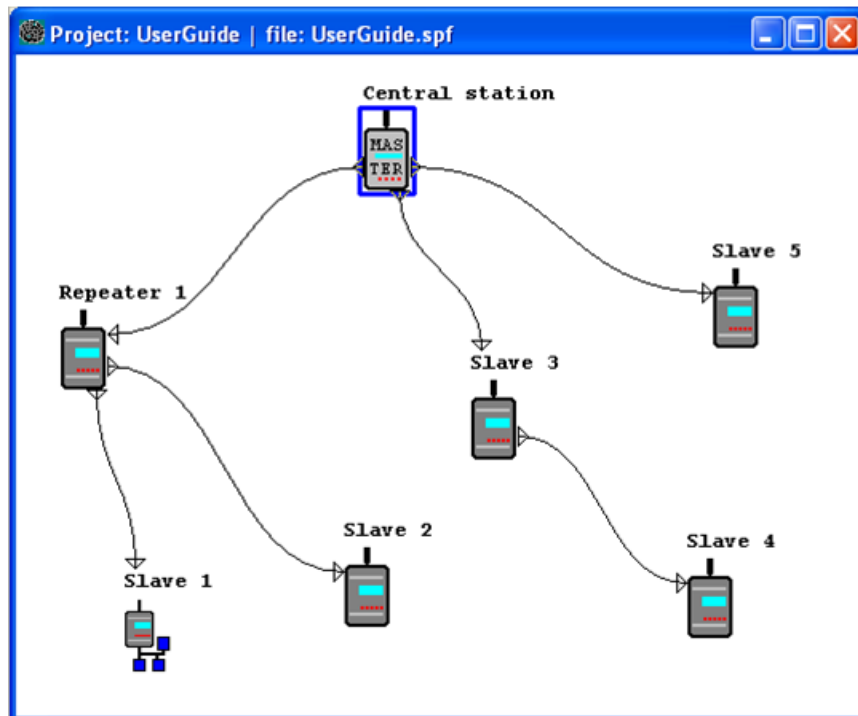 Project: UserGuide | file: UserGuide.spf
Central station
MAS
TER
Slave 5
Repeater 1
Slave 3
Slave 2
Slave 4
Slave 1